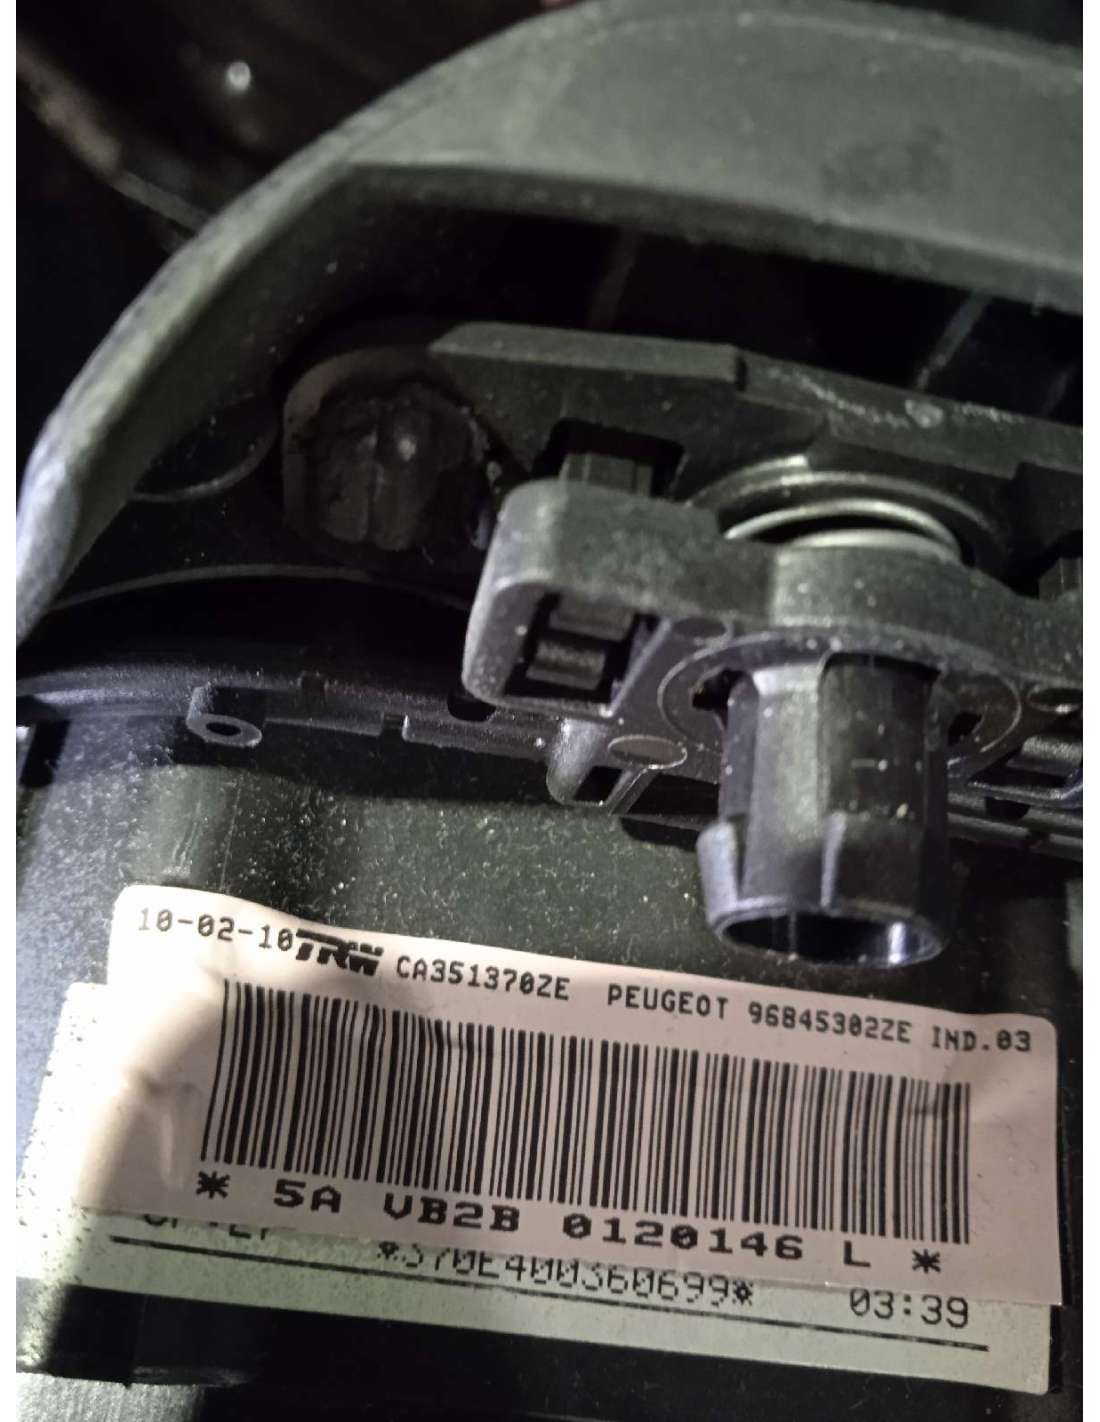 10-02-10 TRW CA351370ZE PEUGEOT 96845302ZE IND.03
* 5A VB2B 0120146 L *
*370E400360699* 03:39